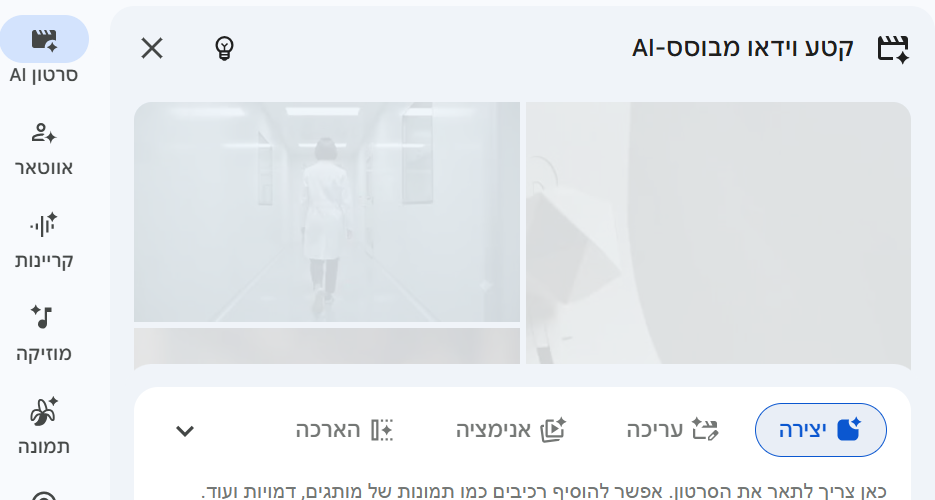 קטע וידאו מבוסס-AI
סרטון AI
אווטאר
קריינות
מוזיקה
תמונה
יצירה
עריכה
אנימציה
הארכה
כאן צריך לתאר את הסרטון. אפשר להוסיף רכיבים כמו תמונות של מותגים, דמויות ועוד.